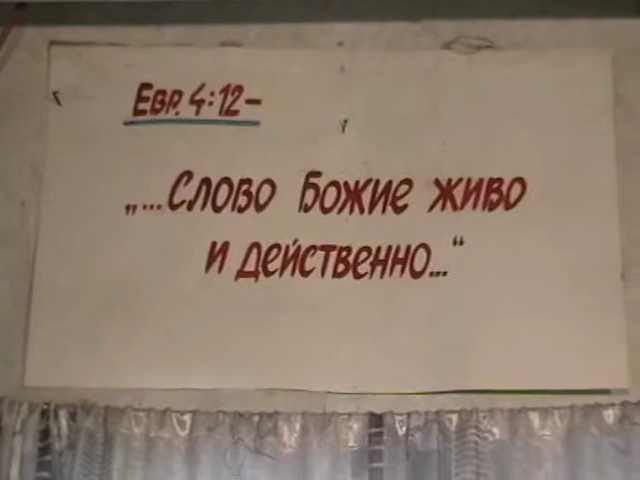 Евр. 4:12–
„...Слово Божие живо
и действенно...“